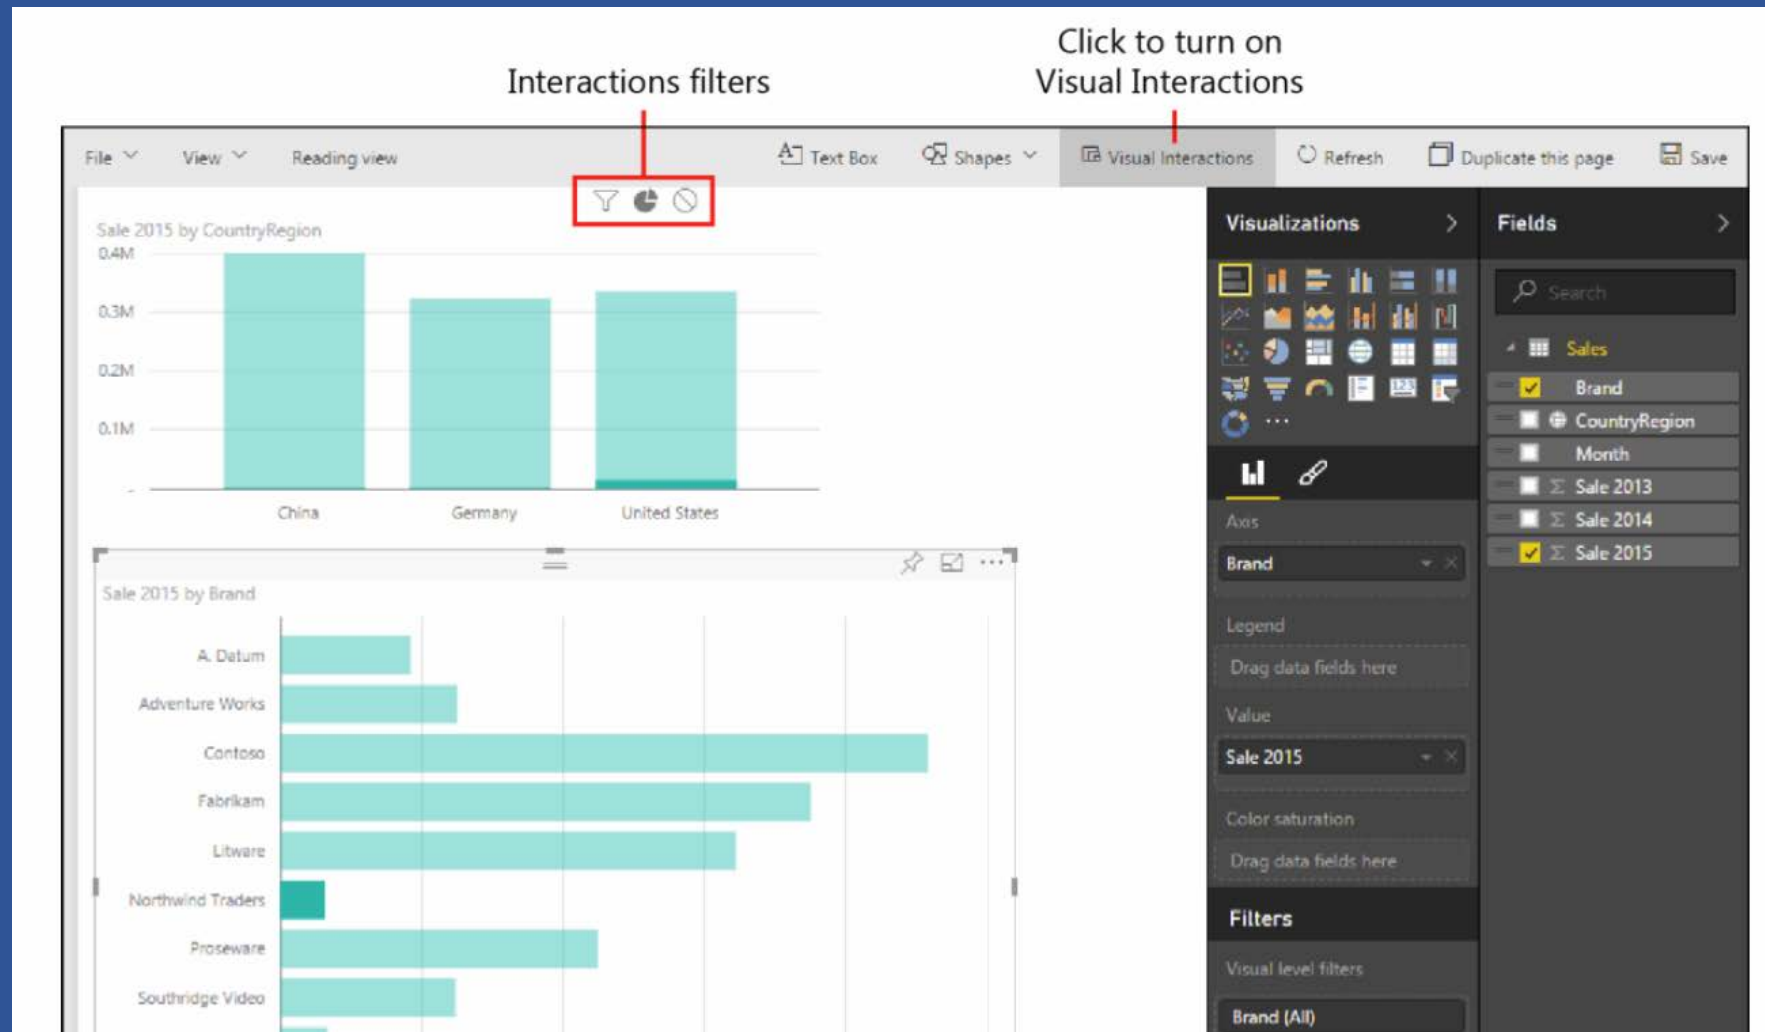 Click to turn on
Visual Interactions
Interactions filters
File View Reading view Text Box Shapes Visual Interactions Refresh Duplicate this page Save
Sale 2015 by CountryRegion
0.4M
0.3M
0.2M
0.1M
-
China Germany United States
Sale 2015 by Brand
A. Datum
Adventure Works
Contoso
Fabrikam
Litware
Northwind Traders
Proseware
Southridge Video
Visualizations
123
Axis
Brand
Legend
Drag data fields here
Value
Sale 2015
Color saturation
Drag data fields here
Filters
Visual level filters
Brand (All)
Fields
Search
Sales
Brand
CountryRegion
Month
Σ Sale 2013
Σ Sale 2014
Σ Sale 2015